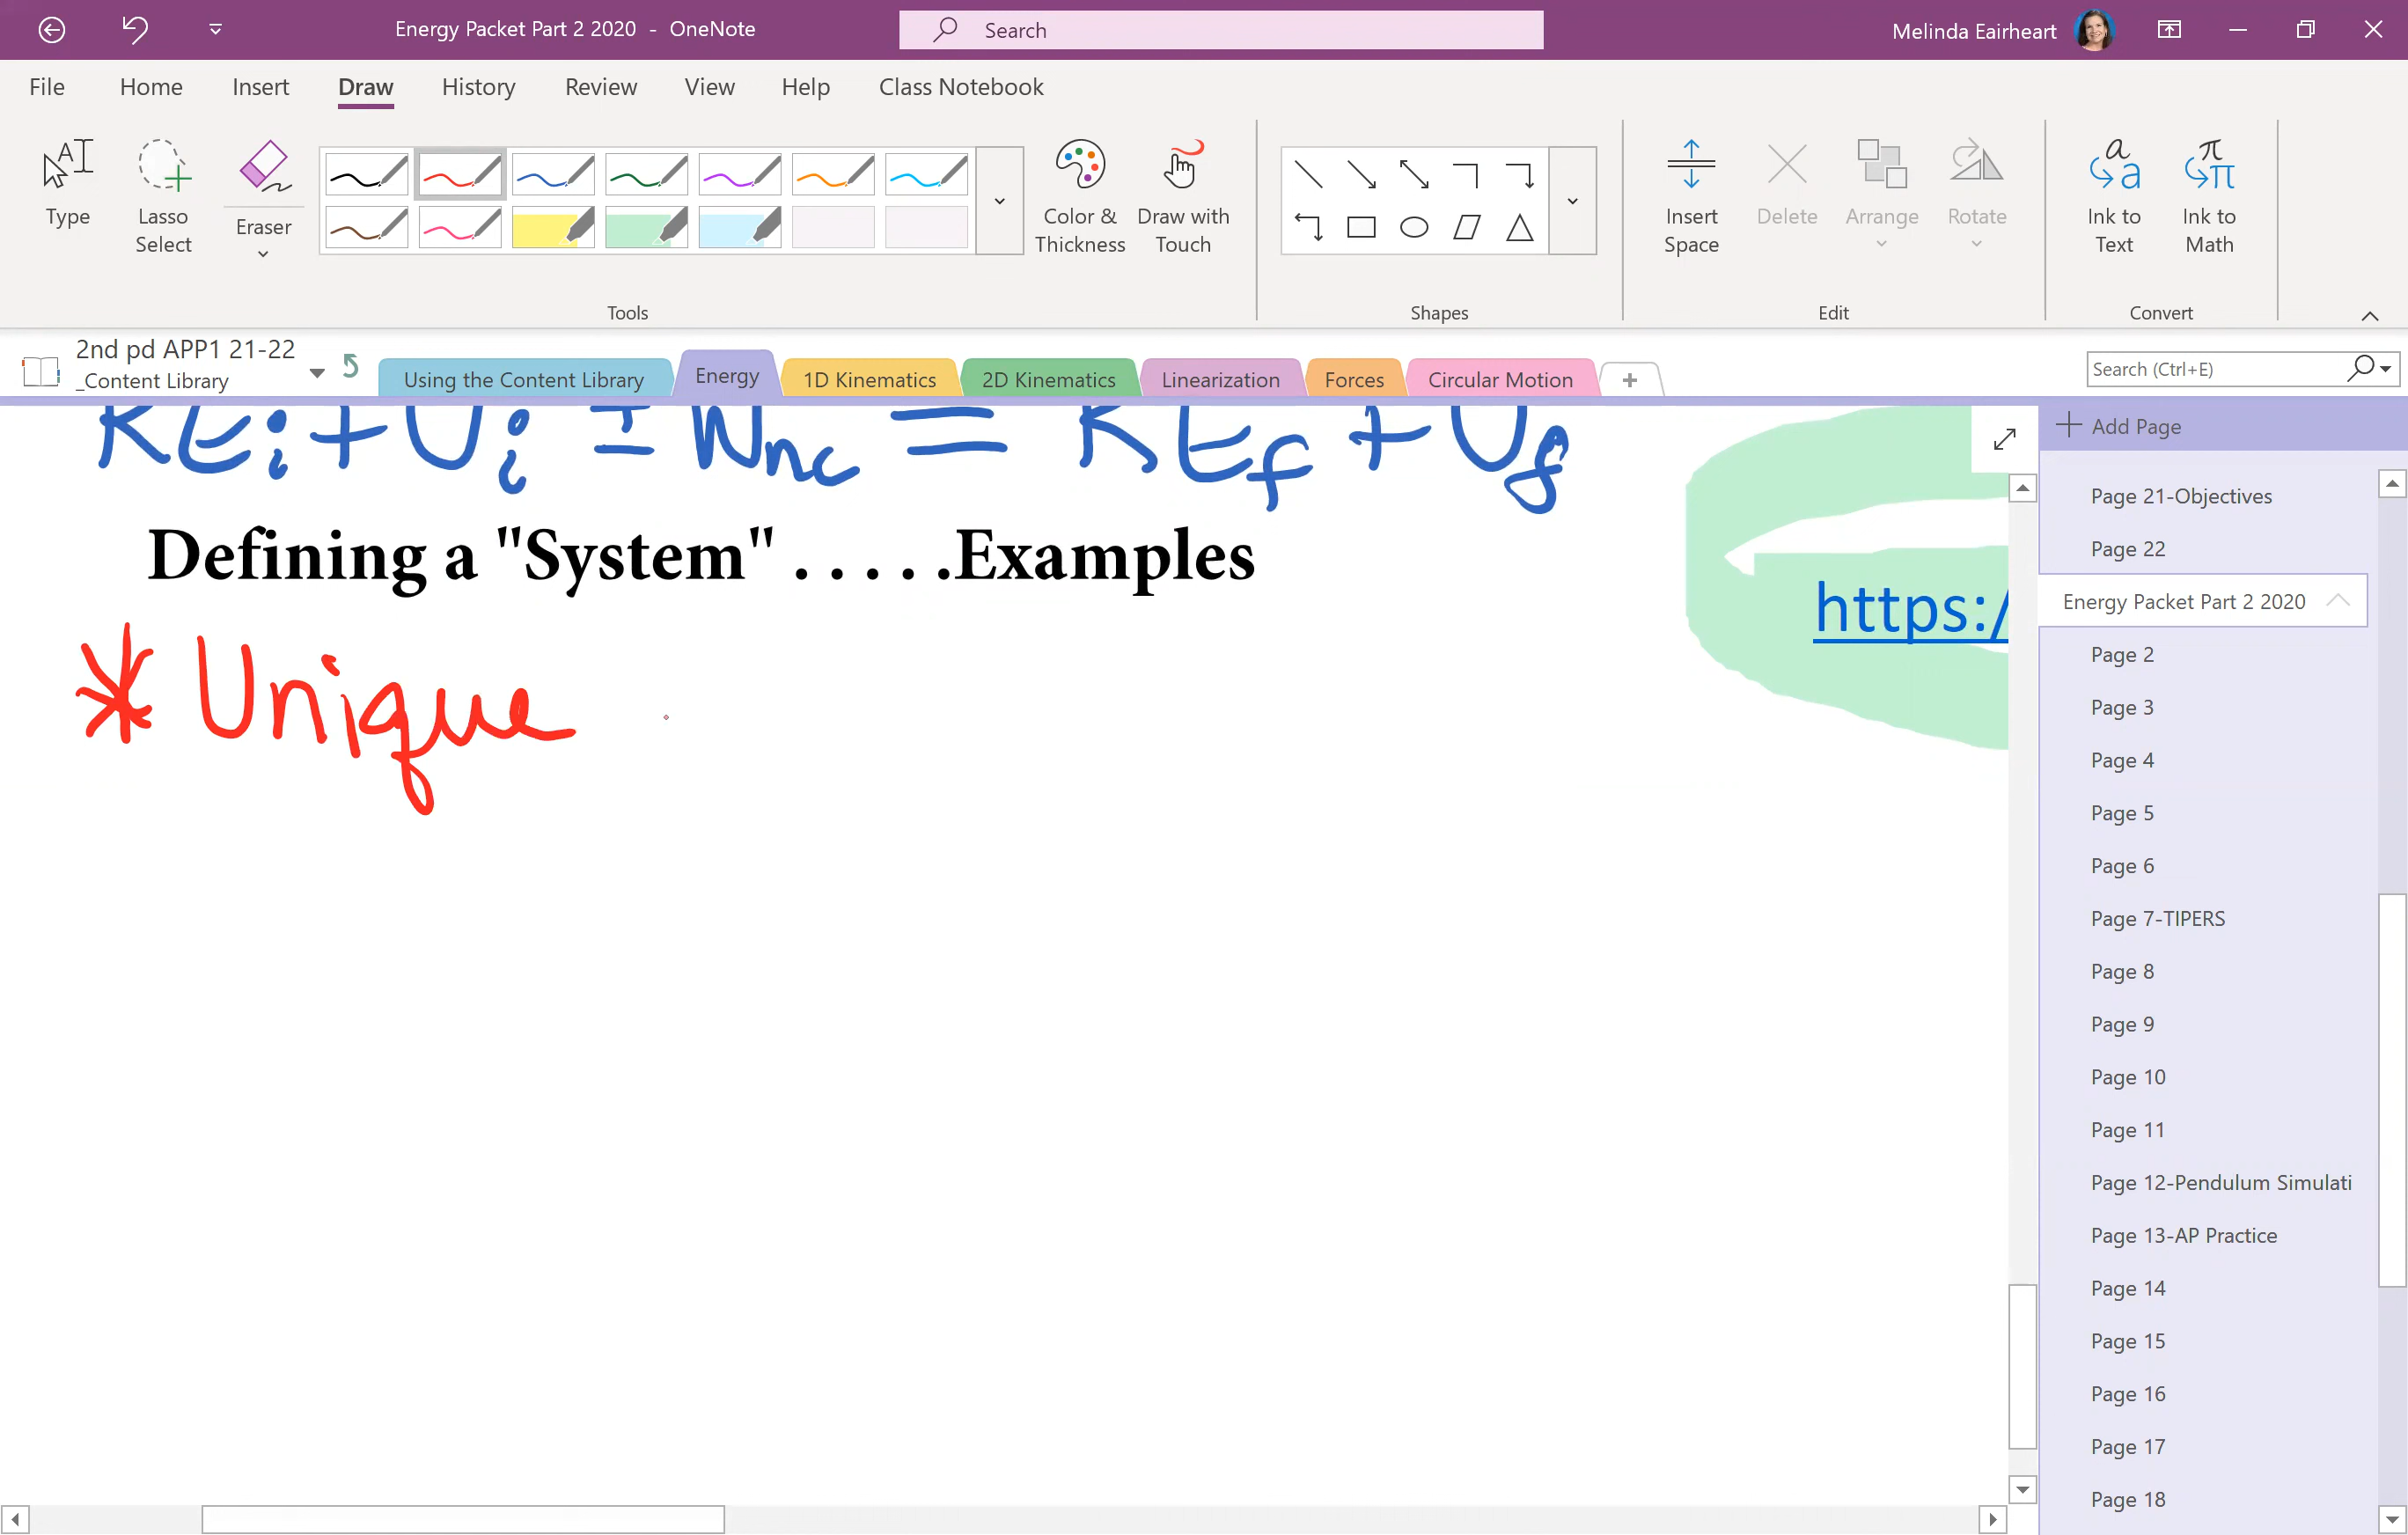 Energy Packet Part 2 2020 - OneNote
Search
Melinda Eairheart
File Home Insert Draw History Review View Help Class Notebook
Type
Lasso Select
Eraser
Color & Thickness
Draw with Touch
Insert Space
Delete
Arrange
Rotate
Ink to Text
Ink to Math
Tools
Shapes
Edit
Convert
2nd pd APP1 21-22
_Content Library
Using the Content Library
Energy
1D Kinematics
2D Kinematics
Linearization
Forces
Circular Motion
Search (Ctrl+E)
KEi + Ui ± Wnc = KEf + Uf
Defining a "System" . . . . .Examples
https:/
* Unique
Add Page
Page 21-Objectives
Page 22
Energy Packet Part 2 2020
Page 2
Page 3
Page 4
Page 5
Page 6
Page 7-TIPERS
Page 8
Page 9
Page 10
Page 11
Page 12-Pendulum Simulati
Page 13-AP Practice
Page 14
Page 15
Page 16
Page 17
Page 18